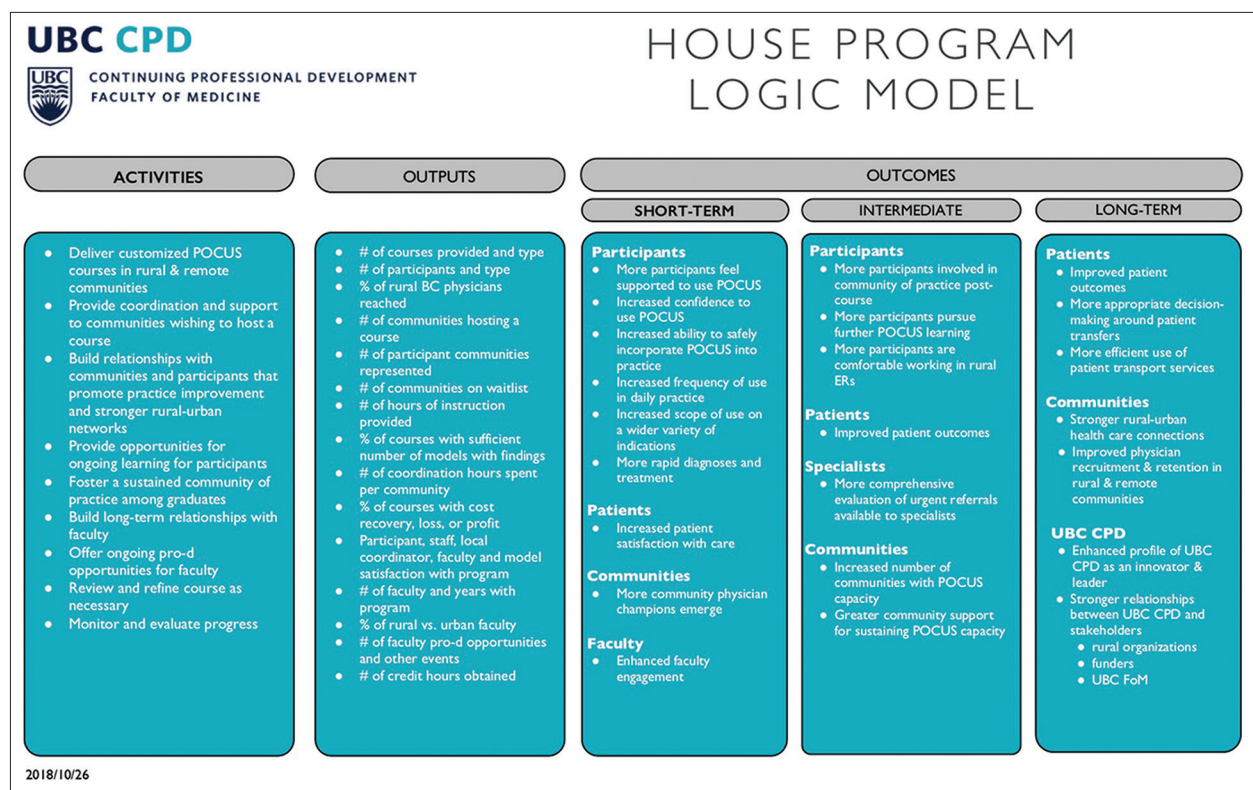 UBC CPD
UBC
CONTINUING PROFESSIONAL DEVELOPMENT
FACULTY OF MEDICINE
HOUSE PROGRAM
LOGIC MODEL
ACTIVITIES
• Deliver customized POCUS
courses in rural & remote
communities
• Provide coordination and support
to communities wishing to host a
course
• Build relationships with
communities and participants that
promote practice improvement
and stronger rural-urban
networks
• Provide opportunities for
ongoing learning for participants
• Foster a sustained community of
practice among graduates
• Build long-term relationships with
faculty
• Offer ongoing pro-d
opportunities for faculty
• Review and refine course as
necessary
• Monitor and evaluate progress
OUTPUTS
• # of courses provided and type
• # of participants and type
• % of rural BC physicians
reached
• # of communities hosting a
course
• # of participant communities
represented
• # of communities on waitlist
• # of hours of instruction
provided
• % of courses with sufficient
number of models with findings
• # of coordination hours spent
per community
• % of courses with cost
recovery, loss, or profit
• Participant, staff, local
coordinator, faculty and model
satisfaction with program
• # of faculty and years with
program
• % of rural vs. urban faculty
• # of faculty pro-d opportunities
and other events
• # of credit hours obtained
OUTCOMES
SHORT-TERM
Participants
• More participants feel
supported to use POCUS
• Increased confidence to
use POCUS
• Increased ability to safely
incorporate POCUS into
practice
• Increased frequency of use
in daily practice
• Increased scope of use on
a wider variety of
indications
• More rapid diagnoses and
treatment
Patients
• Increased patient
satisfaction with care
Communities
• More community physician
champions emerge
Faculty
• Enhanced faculty
engagement
INTERMEDIATE
Participants
• More participants involved in
community of practice post-
course
• More participants pursue
further POCUS learning
• More participants are
comfortable working in rural
ERs
Patients
• Improved patient outcomes
Specialists
• More comprehensive
evaluation of urgent referrals
available to specialists
Communities
• Increased number of
communities with POCUS
capacity
• Greater community support
for sustaining POCUS capacity
LONG-TERM
Patients
• Improved patient
outcomes
• More appropriate decision-
making around patient
transfers
• More efficient use of
patient transport services
Communities
• Stronger rural-urban
health care connections
• Improved physician
recruitment & retention in
rural & remote
communities
UBC CPD
• Enhanced profile of UBC
CPD as an innovator &
leader
• Stronger relationships
between UBC CPD and
stakeholders
• rural organizations
• funders
• UBC FoM
2018/10/26